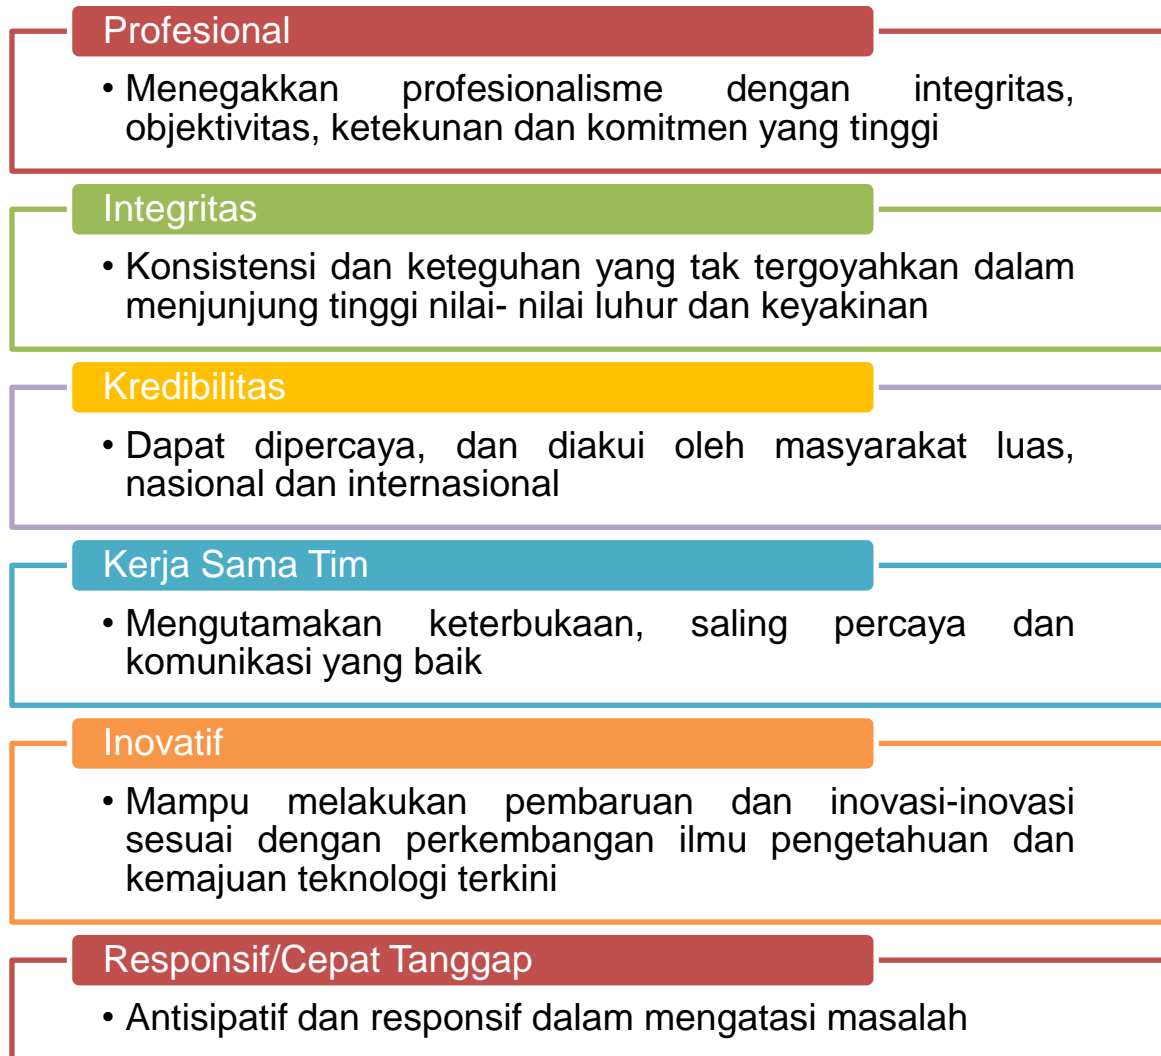 Profesional
• Menegakkan profesionalisme dengan integritas,
objektivitas, ketekunan dan komitmen yang tinggi
Integritas
• Konsistensi dan keteguhan yang tak tergoyahkan dalam
menjunjung tinggi nilai- nilai luhur dan keyakinan
Kredibilitas
• Dapat dipercaya, dan diakui oleh masyarakat luas,
nasional dan internasional
Kerja Sama Tim
• Mengutamakan keterbukaan, saling percaya dan
komunikasi yang baik
Inovatif
• Mampu melakukan pembaruan dan inovasi-inovasi
sesuai dengan perkembangan ilmu pengetahuan dan
kemajuan teknologi terkini
Responsif/Cepat Tanggap
• Antisipatif dan responsif dalam mengatasi masalah